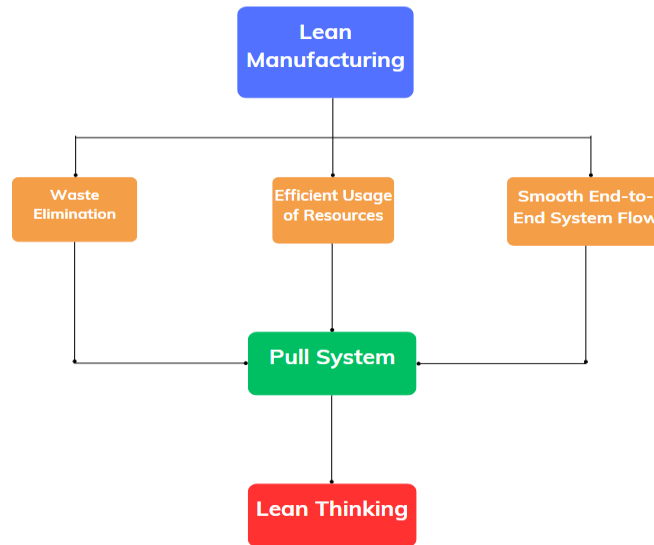 Lean
Manufacturing
Waste
Elimination
Efficient Usage
of Resources
Smooth End-to-
End System Flow
Pull System
Lean Thinking